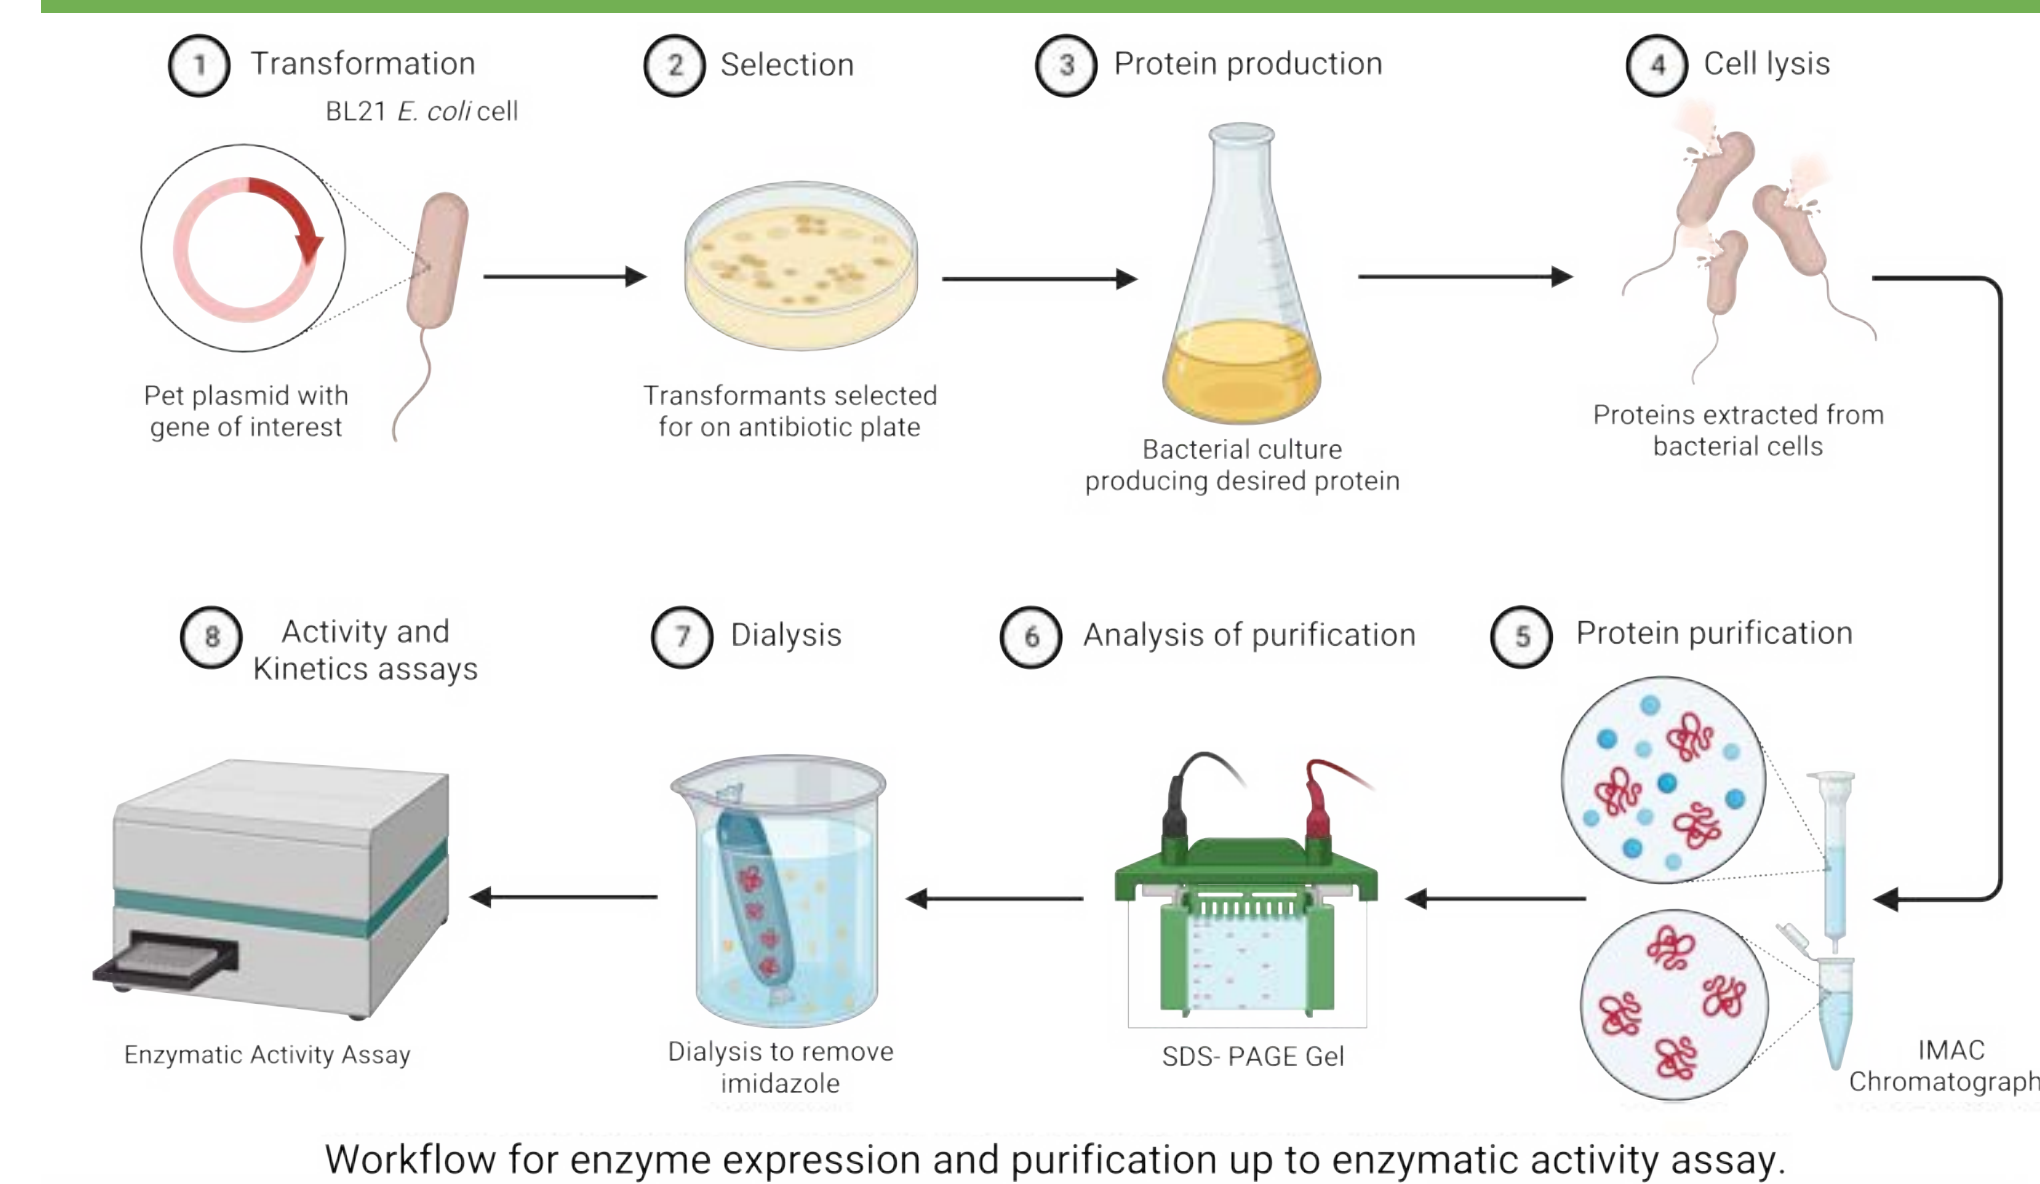 1 Transformation
BL21 E. coli cell
Pet plasmid with
gene of interest
2 Selection
Transformants selected
for on antibiotic plate
3 Protein production
Bacterial culture
producing desired protein
4 Cell lysis
Proteins extracted from
bacterial cells
5 Protein purification
IMAC
Chromatograph
6 Analysis of purification
SDS- PAGE Gel
7 Dialysis
Dialysis to remove
imidazole
8 Activity and
Kinetics assays
Enzymatic Activity Assay
Workflow for enzyme expression and purification up to enzymatic activity assay.